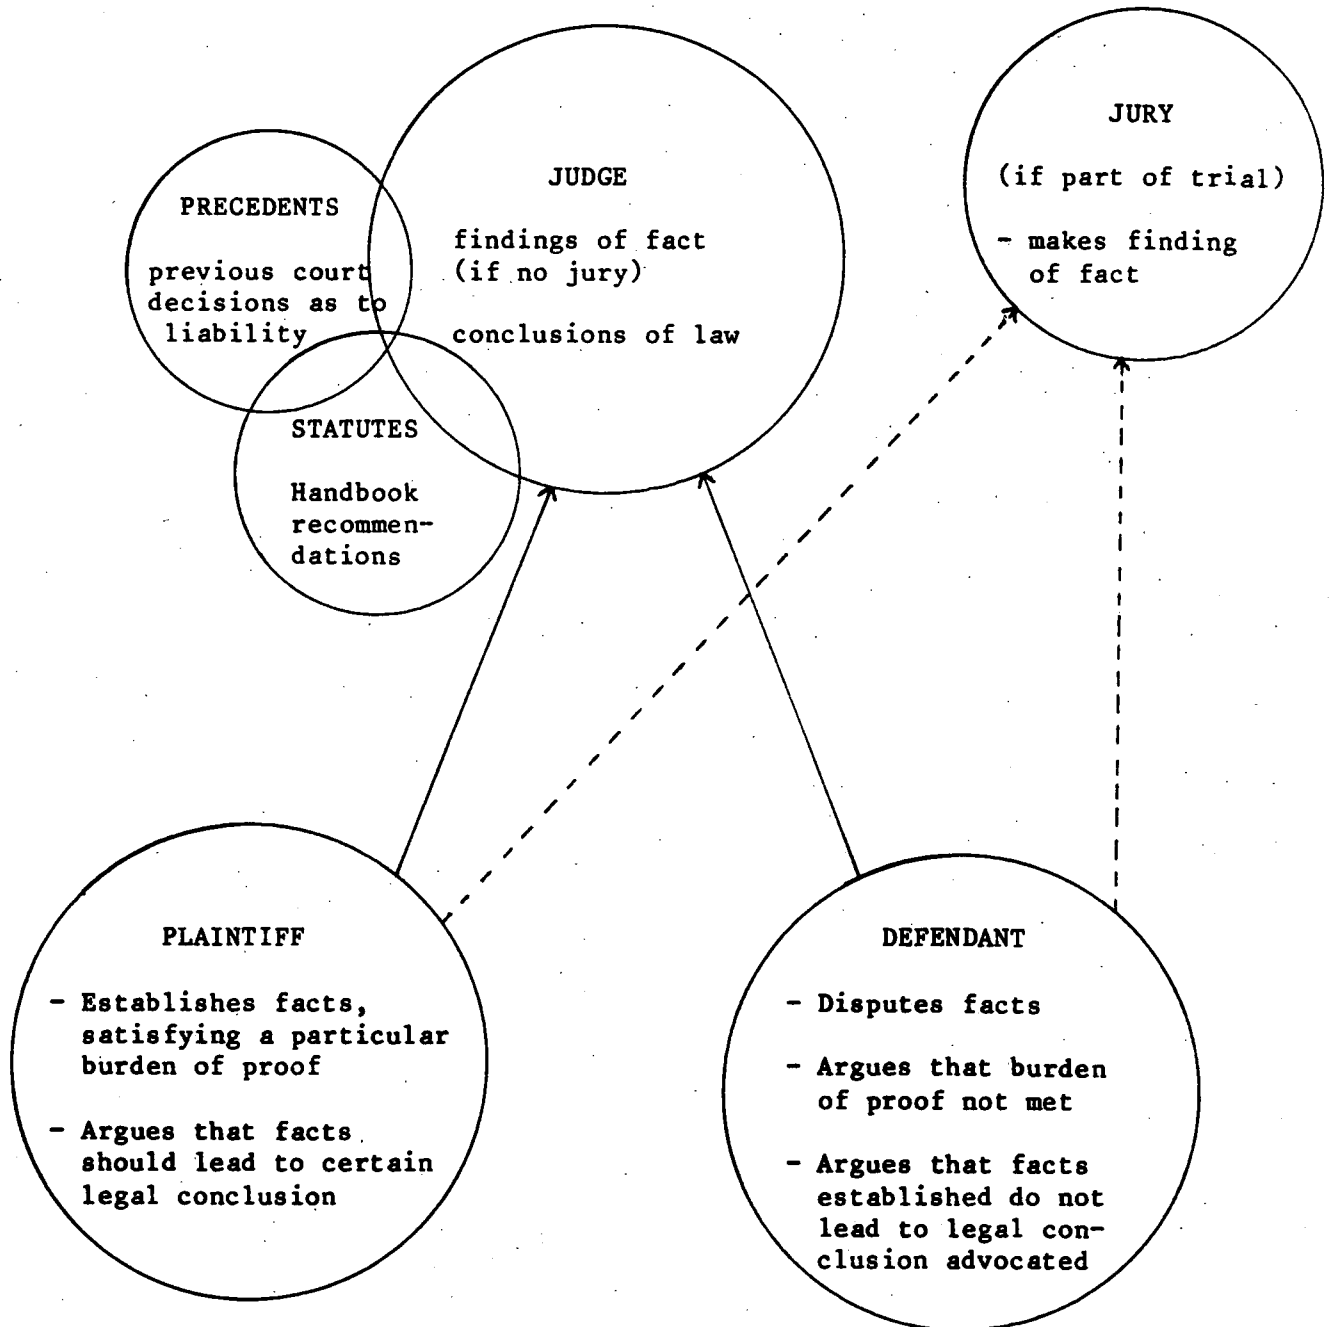 PRECEDENTS
previous court
decisions as to
liability
JUDGE
findings of fact
(if no jury)
conclusions of law
JURY
(if part of trial)
- makes finding
of fact
STATUTES
Handbook
recommen-
dations
PLAINTIFF
- Establishes facts,
satisfying a particular
burden of proof
- Argues that facts
should lead to certain
legal conclusion
DEFENDANT
- Disputes facts
- Argues that burden
of proof not met
- Argues that facts
established do not
lead to legal con-
clusion advocated